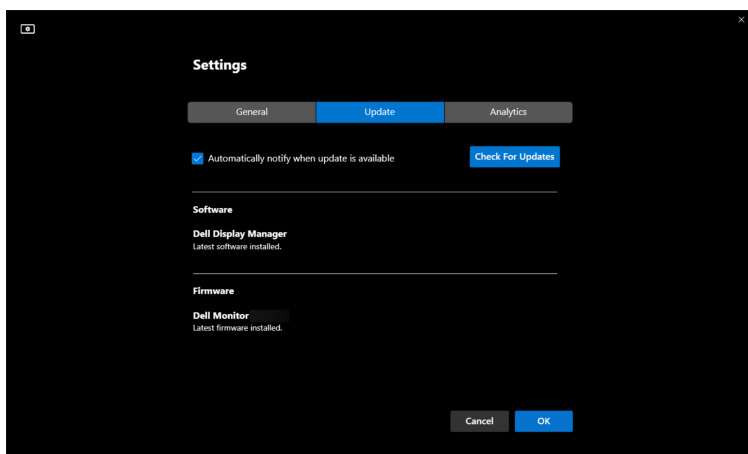 Settings
General
Update
Analytics
Automatically notify when update is available
Check For Updates
Software
Dell Display Manager
Latest software installed.
Firmware
Dell Monitor
Latest firmware installed.
Cancel
OK